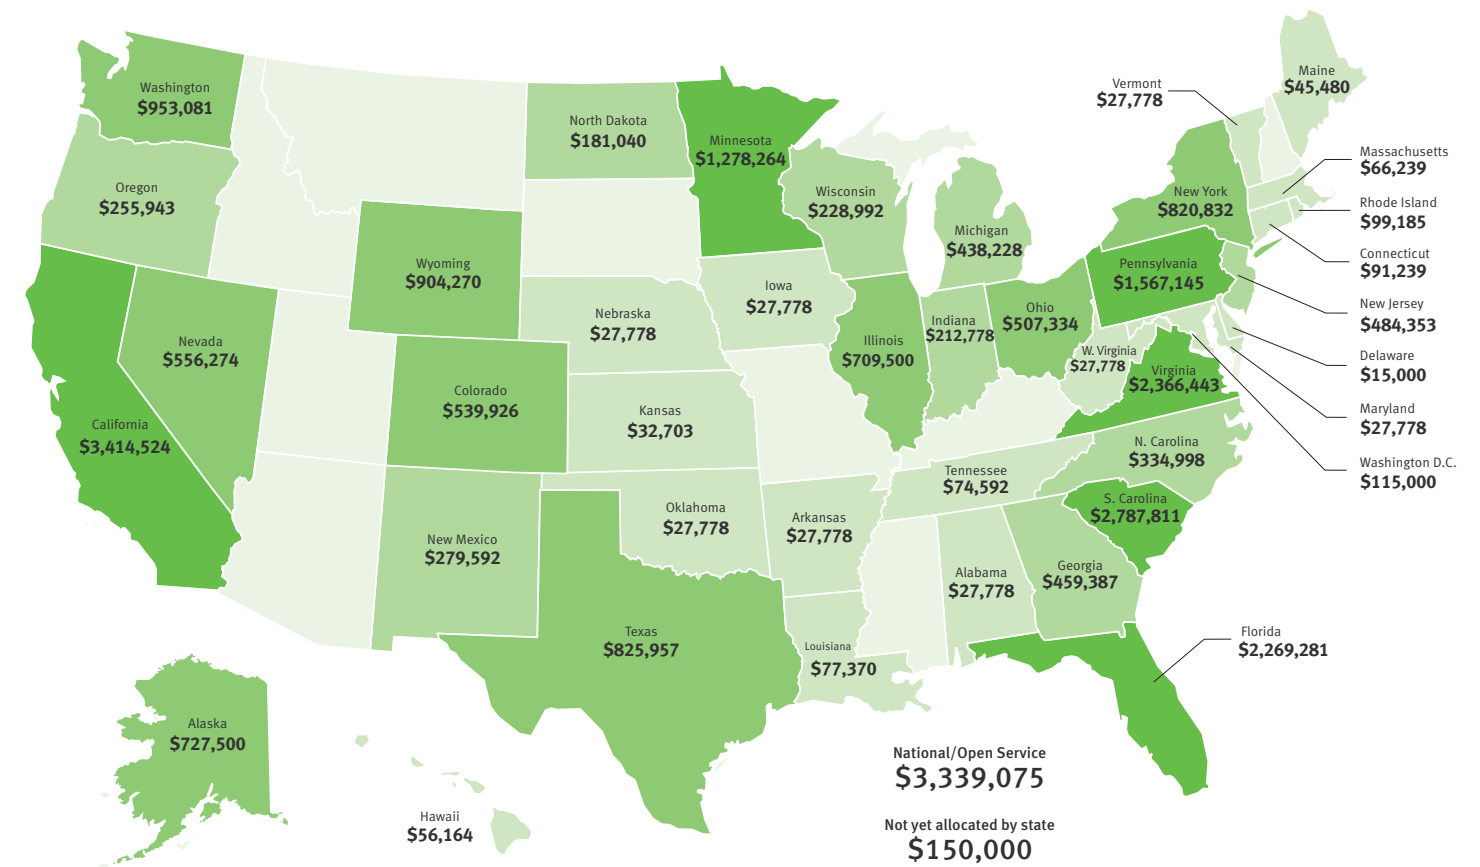 Washington
$953,081
Oregon
$255,943
California
$3,414,524
Nevada
$556,274
Wyoming
$904,270
Colorado
$539,926
New Mexico
$279,592
North Dakota
$181,040
Nebraska
$27,778
Kansas
$32,703
Oklahoma
$27,778
Texas
$825,957
Minnesota
$1,278,264
Iowa
$27,778
Arkansas
$27,778
Louisiana
$77,370
Wisconsin
$228,992
Illinois
$709,500
Michigan
$438,228
Indiana
$212,778
Ohio
$507,334
W. Virginia
$27,778
Virginia
$2,366,443
Tennessee
$74,592
N. Carolina
$334,998
S. Carolina
$2,787,811
Alabama
$27,778
Georgia
$459,387
Florida
$2,269,281
Pennsylvania
$1,567,145
New York
$820,832
Vermont
$27,778
Maine
$45,480
Massachusetts
$66,239
Rhode Island
$99,185
Connecticut
$91,239
New Jersey
$484,353
Delaware
$15,000
Maryland
$27,778
Washington D.C.
$115,000
Alaska
$727,500
Hawaii
$56,164
National/Open Service
$3,339,075
Not yet allocated by state
$150,000